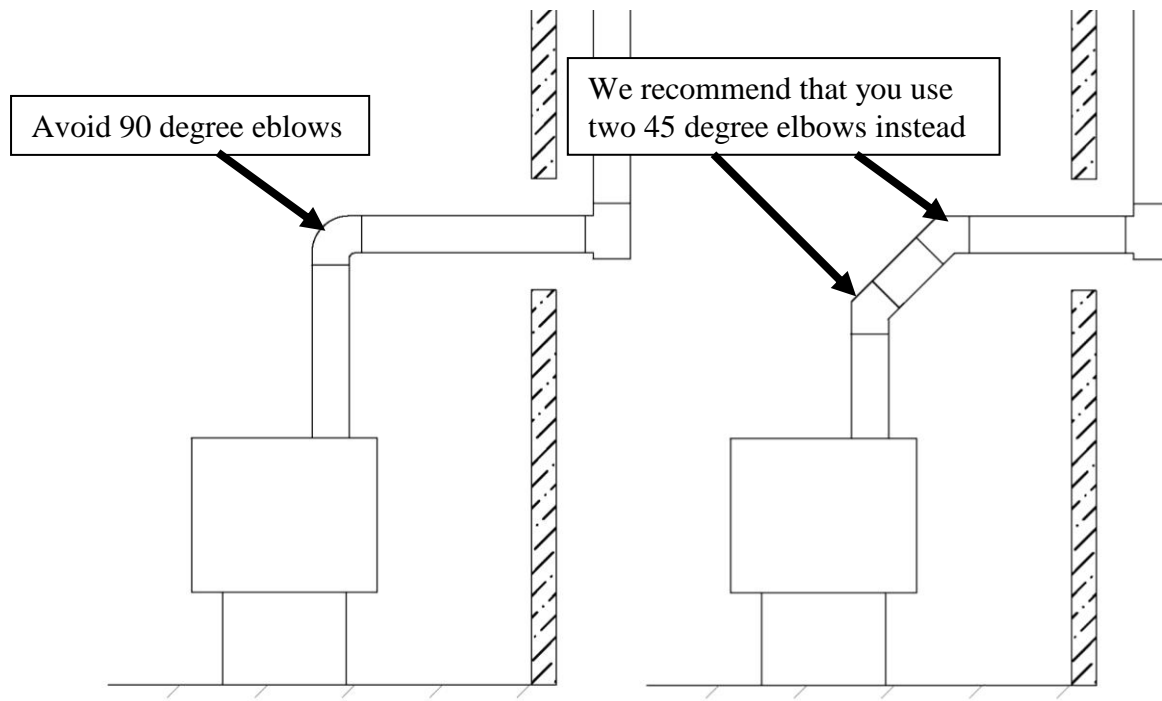 Avoid 90 degree eblows
We recommend that you use
two 45 degree elbows instead